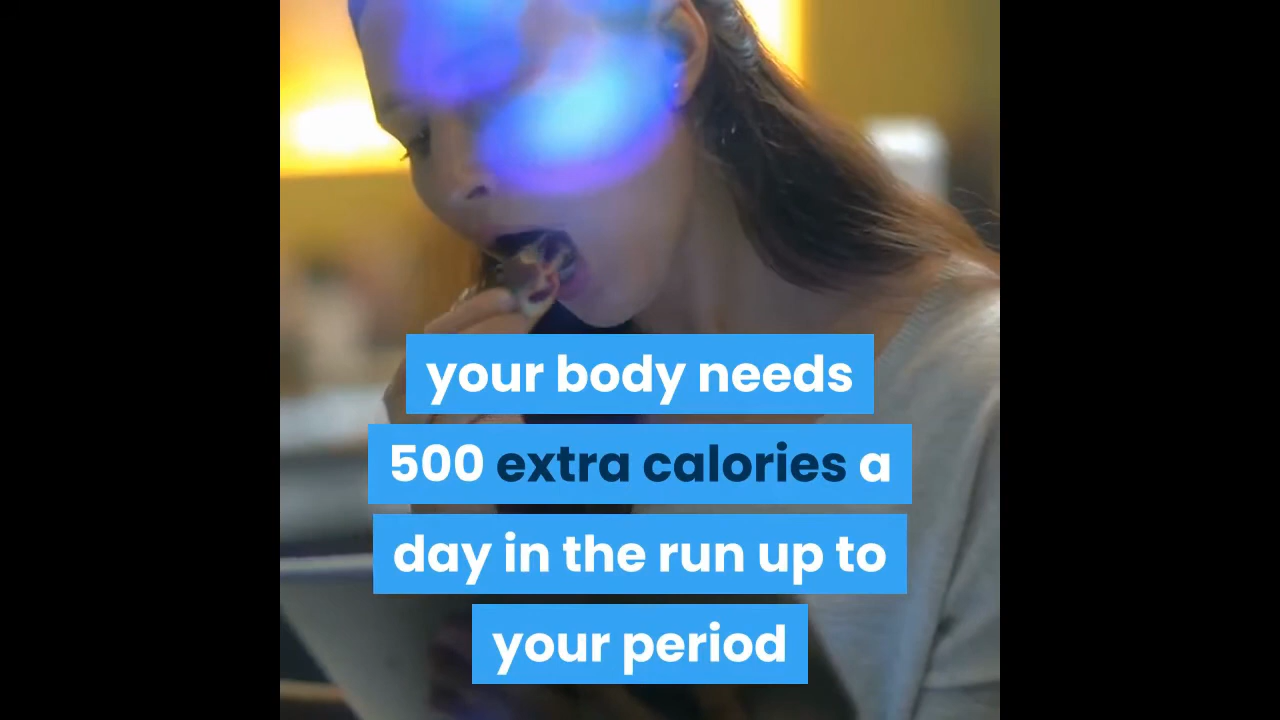 your body needs
500 extra calories a
day in the run up to
your period